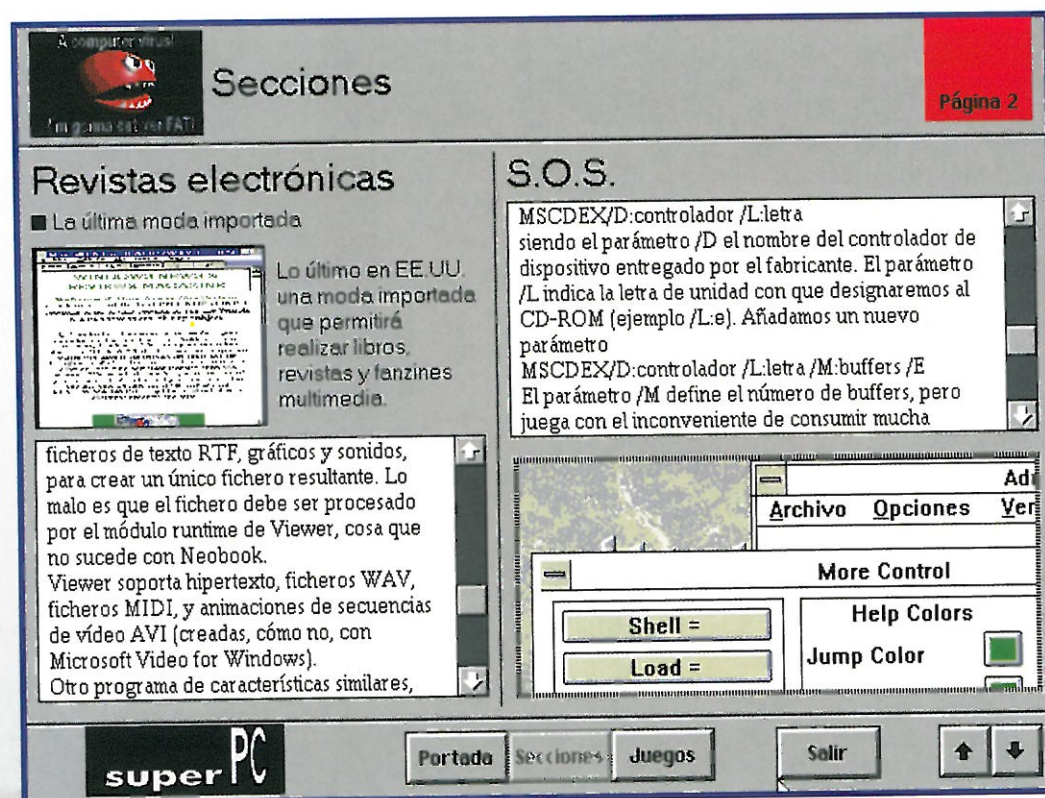 A computer virus!
Secciones
Página 2
Revistas electrónicas
La última moda importada
Lo último en EE.UU.
una moda importada
que permitirá
realizar libros,
revistas y fanzines
multimedia.
ficheros de texto RTF, gráficos y sonidos,
para crear un único fichero resultante. Lo
malo es que el fichero debe ser procesado
por el módulo runtime de Viewer, cosa que
no sucede con Neobook.
Viewer soporta hipertexto, ficheros WAV,
ficheros MIDI, y animaciones de secuencias
de vídeo AVI (creadas, cómo no, con
Microsoft Video for Windows).
Otro programa de características similares,
S.O.S.
MSCDEX/D:controlador /L:letra
siendo el parámetro /D el nombre del controlador de
dispositivo entregado por el fabricante. El parámetro
/L indica la letra de unidad con que designaremos al
CD-ROM (ejemplo /L:e). Añadamos un nuevo
parámetro
MSCDEX/D:controlador /L:letra /M:buffers /E
El parámetro /M define el número de buffers, pero
juega con el inconveniente de consumir mucha
Archivo Opciones Ver
More Control
Shell =
Load =
Help Colors
Jump Color
super PC
Portada Secciones Juegos Salir